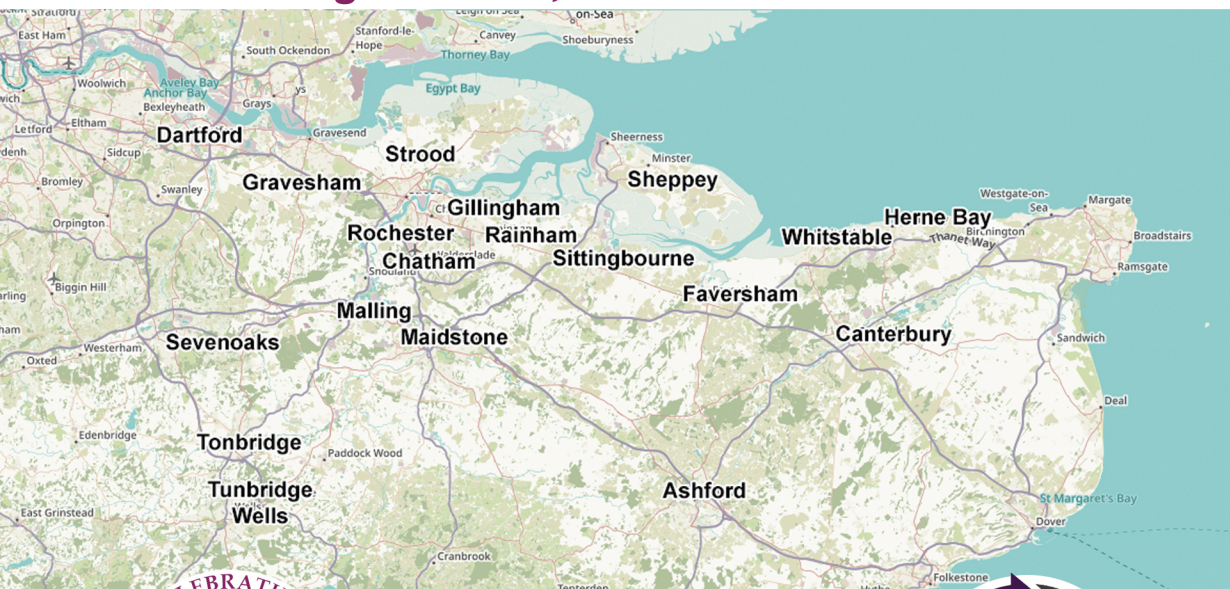 Stratford
on-Sea
East Ham
Stanford-le-
Hope
Canvey
Shoeburyness
South Ockendon
Thorney Bay
Woolwich
Aveley Bay
Anchor Bay
Egypt Bay
Grays
Bexleyheath
Eltham
Dartford
Gravesend
Sheerness
Sidcup
Strood
Minster
Bromley
Swanley
Gravesham
Sheppey
Westgate-on-
Sea
Margate
Orpington
Gillingham
Herne Bay
Birchington
Rochester
Rainham
Whitstable
Thanet Way
Broadstairs
Chatham
Sittingbourne
Ramsgate
Biggin Hill
Faversham
Malling
Maidstone
Canterbury
Sandwich
Sevenoaks
Westerham
Oxted
Deal
Edenbridge
Tonbridge
Paddock Wood
Tunbridge
Wells
Ashford
St Margaret's Bay
East Grinstead
Dover
Cranbrook
Folkestone